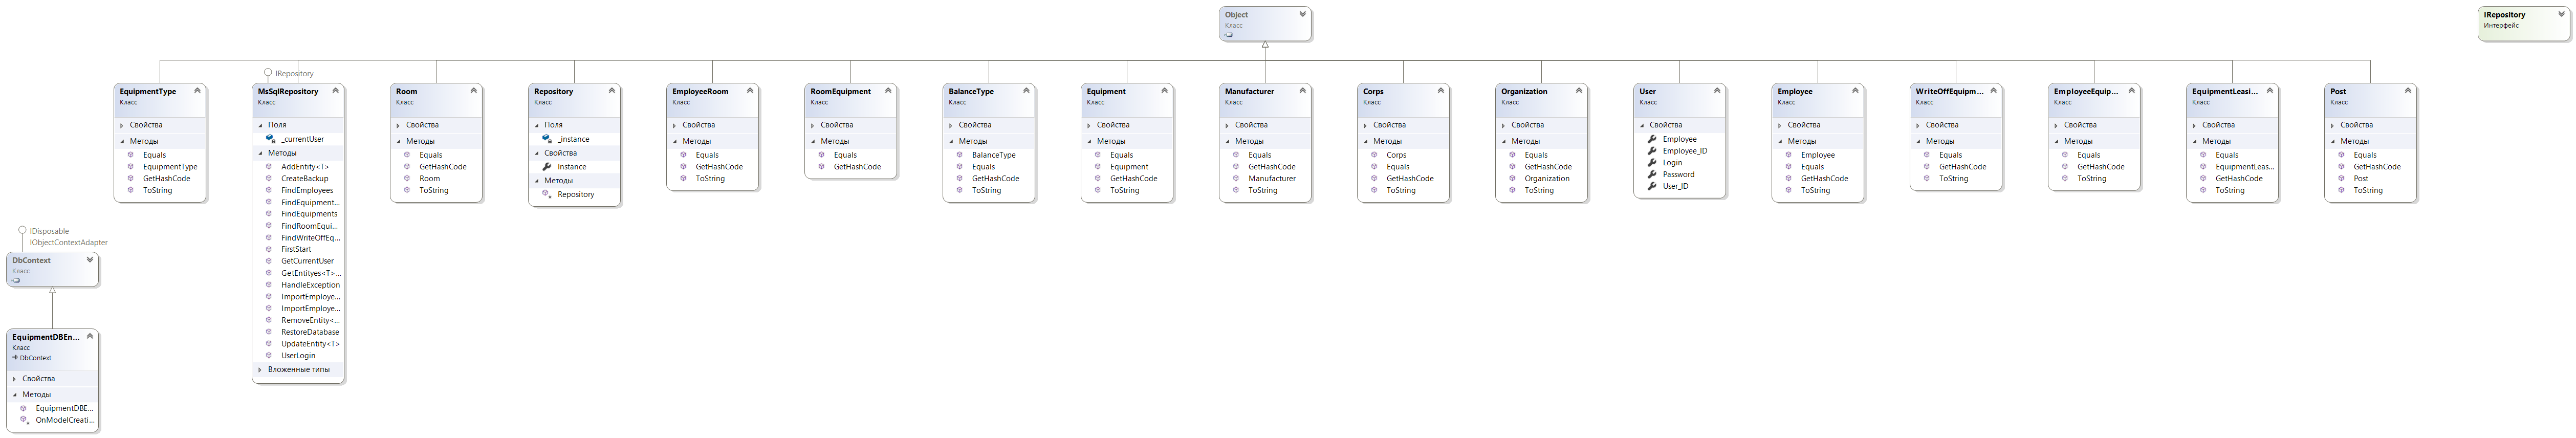 Object
Класс
IRepository
Интерфейс
IRepository
EquipmentType
Класс
Свойства
Методы
Equals
EquipmentType
GetHashCode
ToString
MsSqlRepository
Класс
Поля
_currentUser
Методы
AddEntity<T>
CreateBackup
FindEmployees
FindEquipment...
FindEquipments
FindRoomEqui...
FindWriteOffEq...
FirstStart
GetCurrentUser
GetEntityes<T>...
HandleException
ImportEmploye...
ImportEmploye...
RemoveEntity<...
RestoreDatabase
UpdateEntity<T>
UserLogin
Вложенные типы
Room
Класс
Свойства
Методы
Equals
GetHashCode
Room
ToString
Repository
Класс
Поля
_instance
Свойства
Instance
Методы
Repository
EmployeeRoom
Класс
Свойства
Методы
Equals
GetHashCode
ToString
RoomEquipment
Класс
Свойства
Методы
Equals
GetHashCode
BalanceType
Класс
Свойства
Методы
BalanceType
Equals
GetHashCode
ToString
Equipment
Класс
Свойства
Методы
Equals
Equipment
GetHashCode
ToString
Manufacturer
Класс
Свойства
Методы
Equals
GetHashCode
Manufacturer
ToString
Corps
Класс
Свойства
Методы
Corps
Equals
GetHashCode
ToString
Organization
Класс
Свойства
Методы
Equals
GetHashCode
Organization
ToString
User
Класс
Свойства
Employee
Employee_ID
Login
Password
User_ID
Employee
Класс
Свойства
Методы
Employee
Equals
GetHashCode
ToString
WriteOffEquipm...
Класс
Свойства
Методы
Equals
GetHashCode
ToString
EmployeeEquip...
Класс
Свойства
Методы
Equals
GetHashCode
ToString
EquipmentLeasi...
Класс
Свойства
Методы
Equals
EquipmentLeas...
GetHashCode
ToString
Post
Класс
Свойства
Методы
Equals
GetHashCode
Post
ToString
IDisposable
IObjectContextAdapter
DbContext
Класс
EquipmentDBEn...
Класс
DbContext
Свойства
Методы
EquipmentDBE...
OnModelCreati...